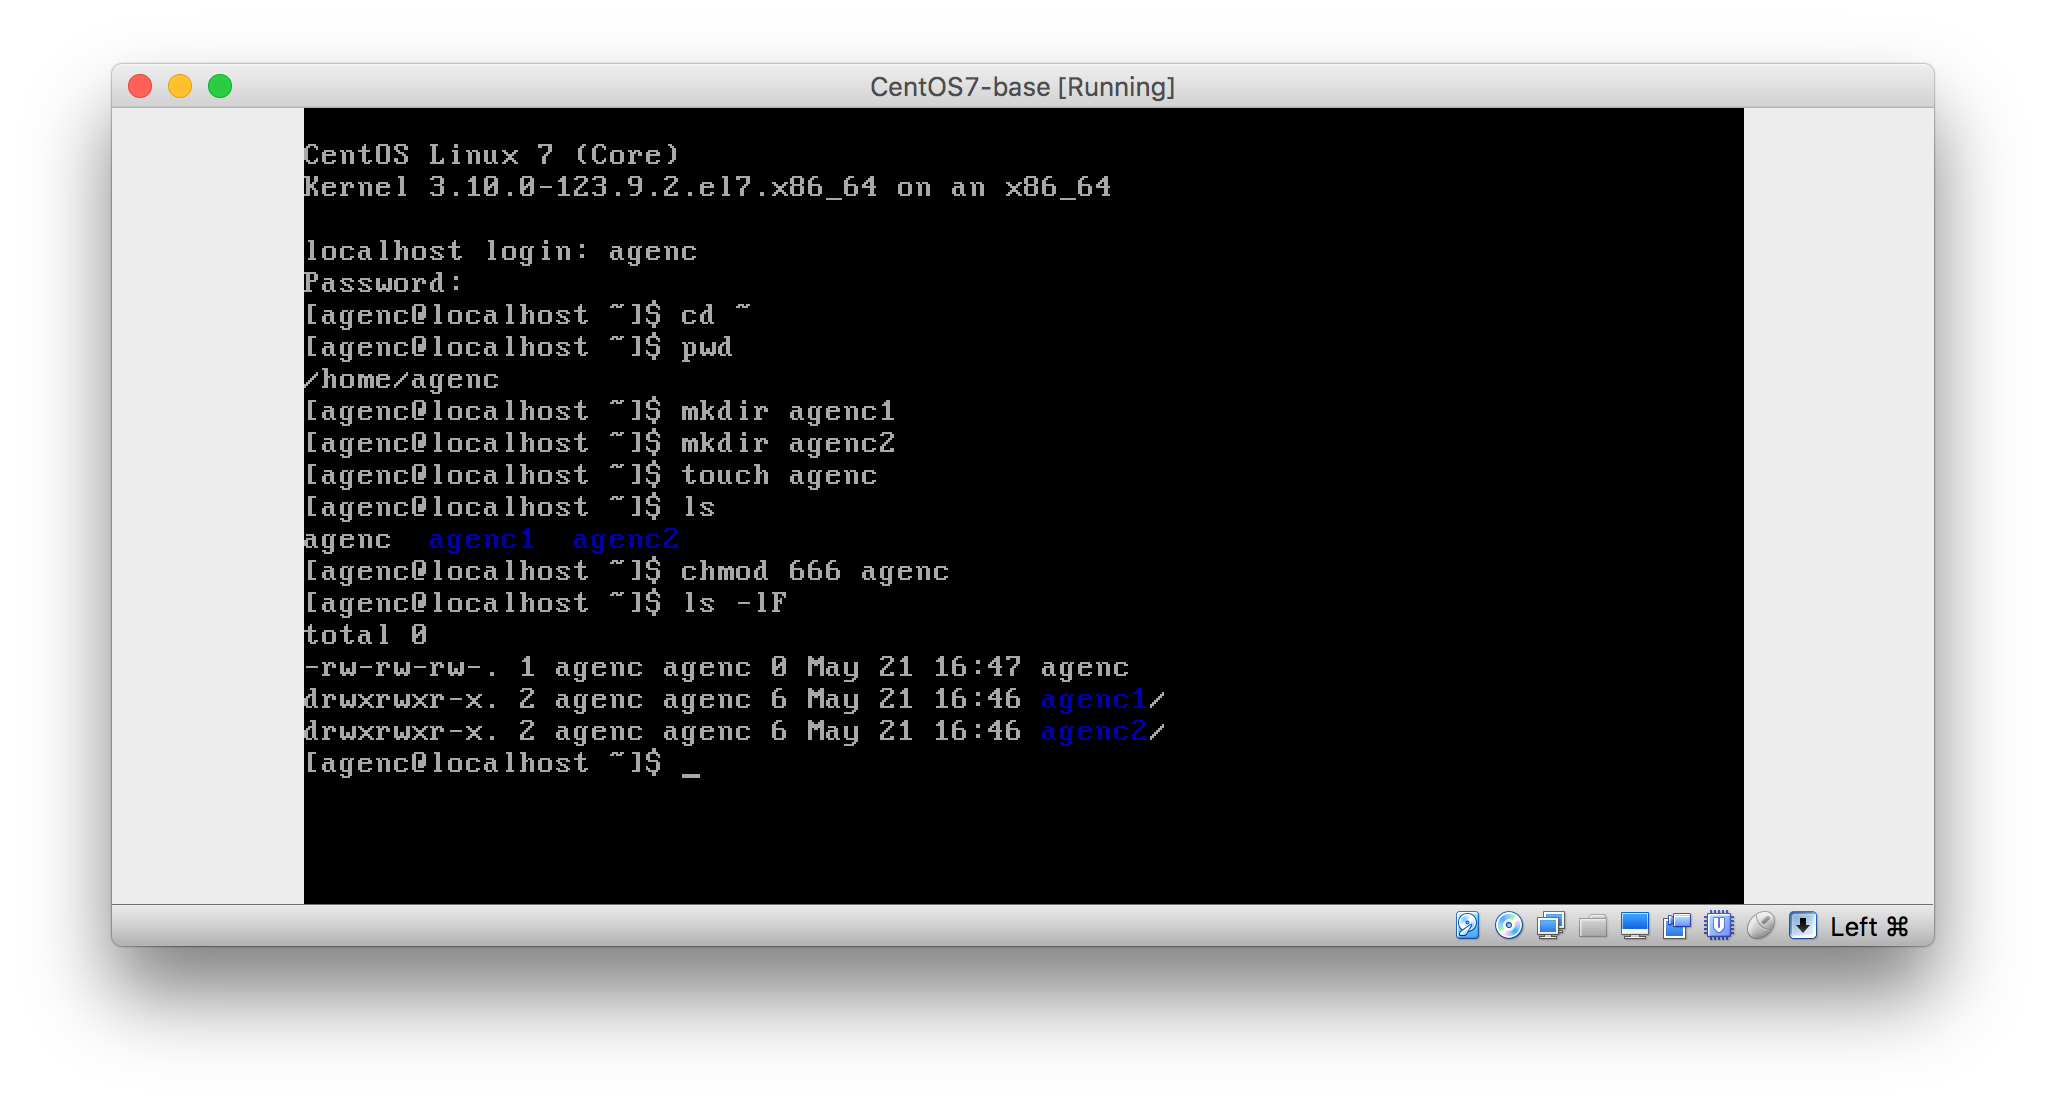 CentOS7-base [Running]
CentOS Linux 7 (Core)
Kernel 3.10.0-123.9.2.el7.x86_64 on an x86_64
localhost login: agenc
Password:
[agenc@localhost ~]$ cd ~
[agenc@localhost ~]$ pwd
/home/agenc
[agenc@localhost ~]$ mkdir agenc1
[agenc@localhost ~]$ mkdir agenc2
[agenc@localhost ~]$ touch agenc
[agenc@localhost ~]$ ls
agenc  agenc1  agenc2
[agenc@localhost ~]$ chmod 666 agenc
[agenc@localhost ~]$ ls -lF
total 0
-rw-rw-rw-. 1 agenc agenc 0 May 21 16:47 agenc
drwxrwxr-x. 2 agenc agenc 6 May 21 16:46 agenc1/
drwxrwxr-x. 2 agenc agenc 6 May 21 16:46 agenc2/
[agenc@localhost ~]$ _
Left ⌘